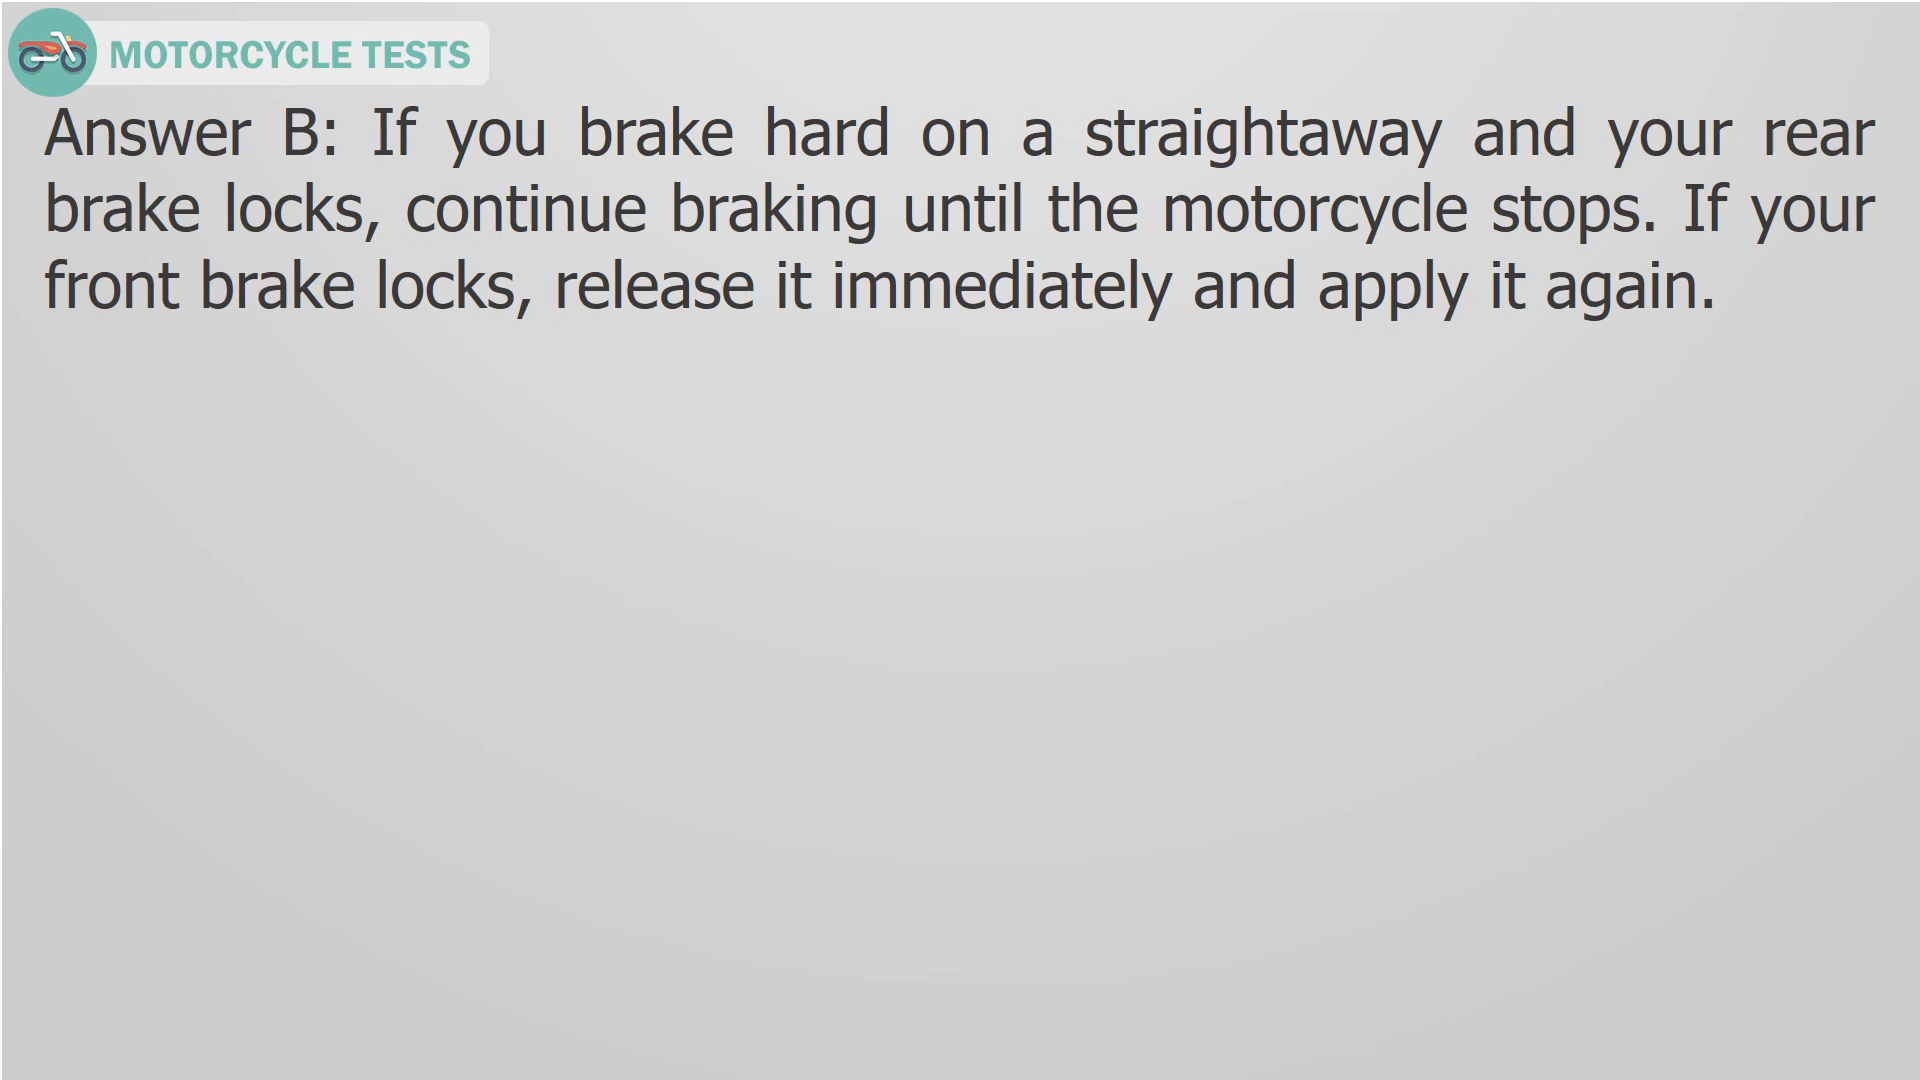 MOTORCYCLE TESTS
Answer B: If you brake hard on a straightaway and your rear
brake locks, continue braking until the motorcycle stops. If your
front brake locks, release it immediately and apply it again.